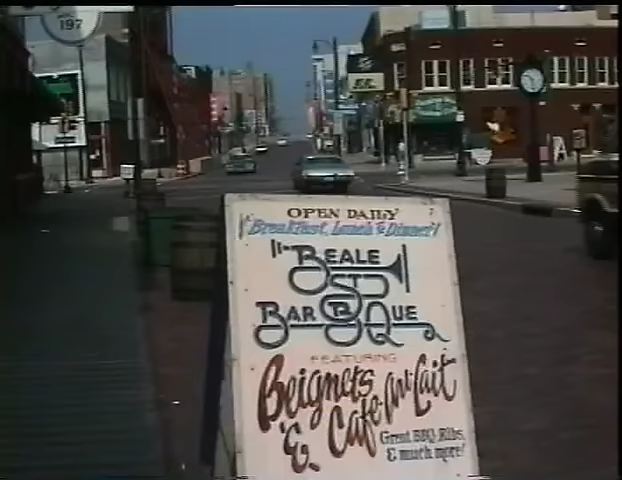 197
OPEN DAILY
Breakfast, Lunch & Dinner!
BEALE
ST
BAR B QUE
FEATURING
Beignets
& Cafe Au Lait
Great BBQ Ribs,
& much more!